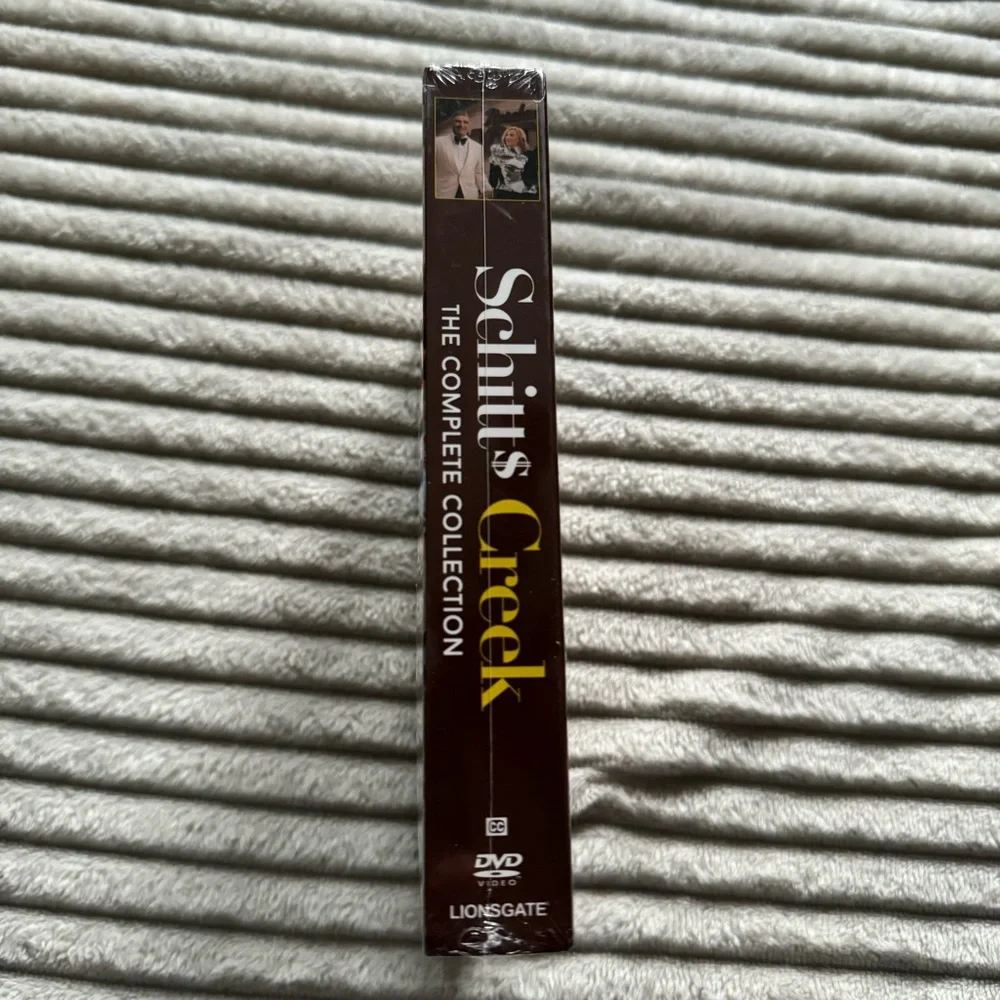 Schitt$ Creek
THE COMPLETE COLLECTION
CC
DVD
VIDEO
LIONSGATE